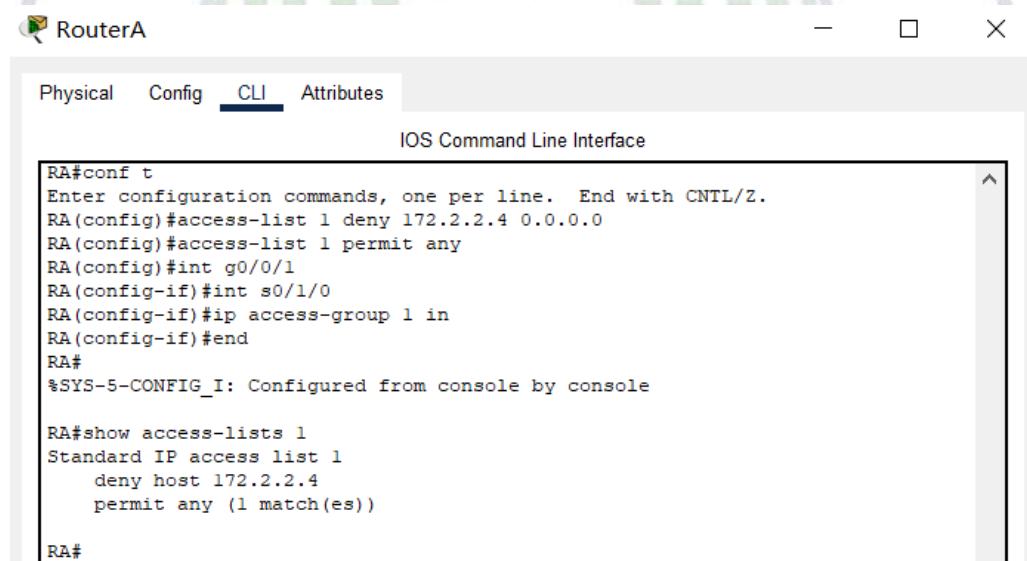 RouterA
Physical Config CLI Attributes
IOS Command Line Interface
RA#conf t
Enter configuration commands, one per line.  End with CNTL/Z.
RA(config)#access-list 1 deny 172.2.2.4 0.0.0.0
RA(config)#access-list 1 permit any
RA(config)#int g0/0/1
RA(config-if)#int s0/1/0
RA(config-if)#ip access-group 1 in
RA(config-if)#end
RA#
%SYS-5-CONFIG_I: Configured from console by console
RA#show access-lists 1
Standard IP access list 1
    deny host 172.2.2.4
    permit any (1 match(es))
RA#